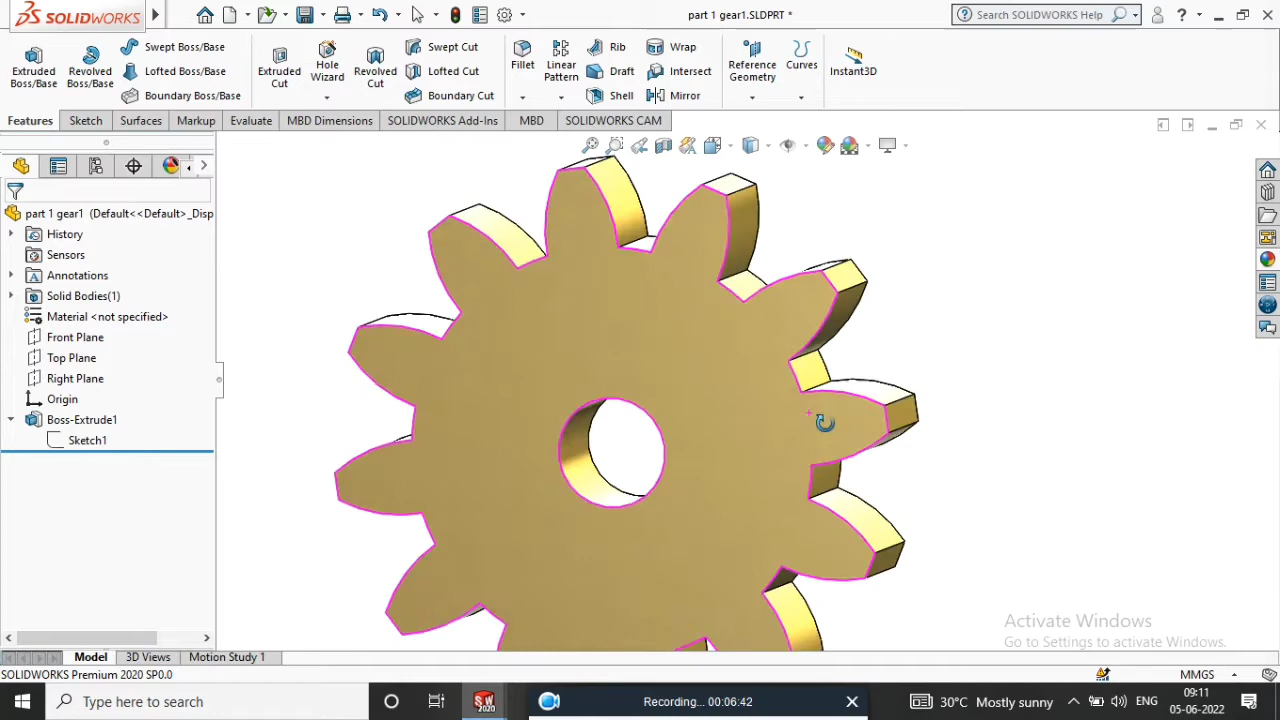 SOLIDWORKS
part 1 gear1.SLDPRT *
Search SOLIDWORKS Help
?
Extruded Boss/Base
Revolved Boss/Base
Swept Boss/Base
Lofted Boss/Base
Boundary Boss/Base
Extruded Cut
Hole Wizard
Revolved Cut
Swept Cut
Lofted Cut
Boundary Cut
Fillet
Linear Pattern
Rib
Draft
Shell
Wrap
Intersect
Mirror
Reference Geometry
Curves
Instant3D
Features
Sketch
Surfaces
Markup
Evaluate
MBD Dimensions
SOLIDWORKS Add-Ins
MBD
SOLIDWORKS CAM
part 1 gear1 (Default<<Default>_Disp
History
Sensors
Annotations
Solid Bodies(1)
Material <not specified>
Front Plane
Top Plane
Right Plane
Origin
Boss-Extrude1
Sketch1
Activate Windows
Go to Settings to activate Windows.
Model
3D Views
Motion Study 1
SOLIDWORKS Premium 2020 SP0.0
MMGS
Type here to search
SW 2020
Recording... 00:06:42
30°C Mostly sunny
ENG
09:11
05-06-2022